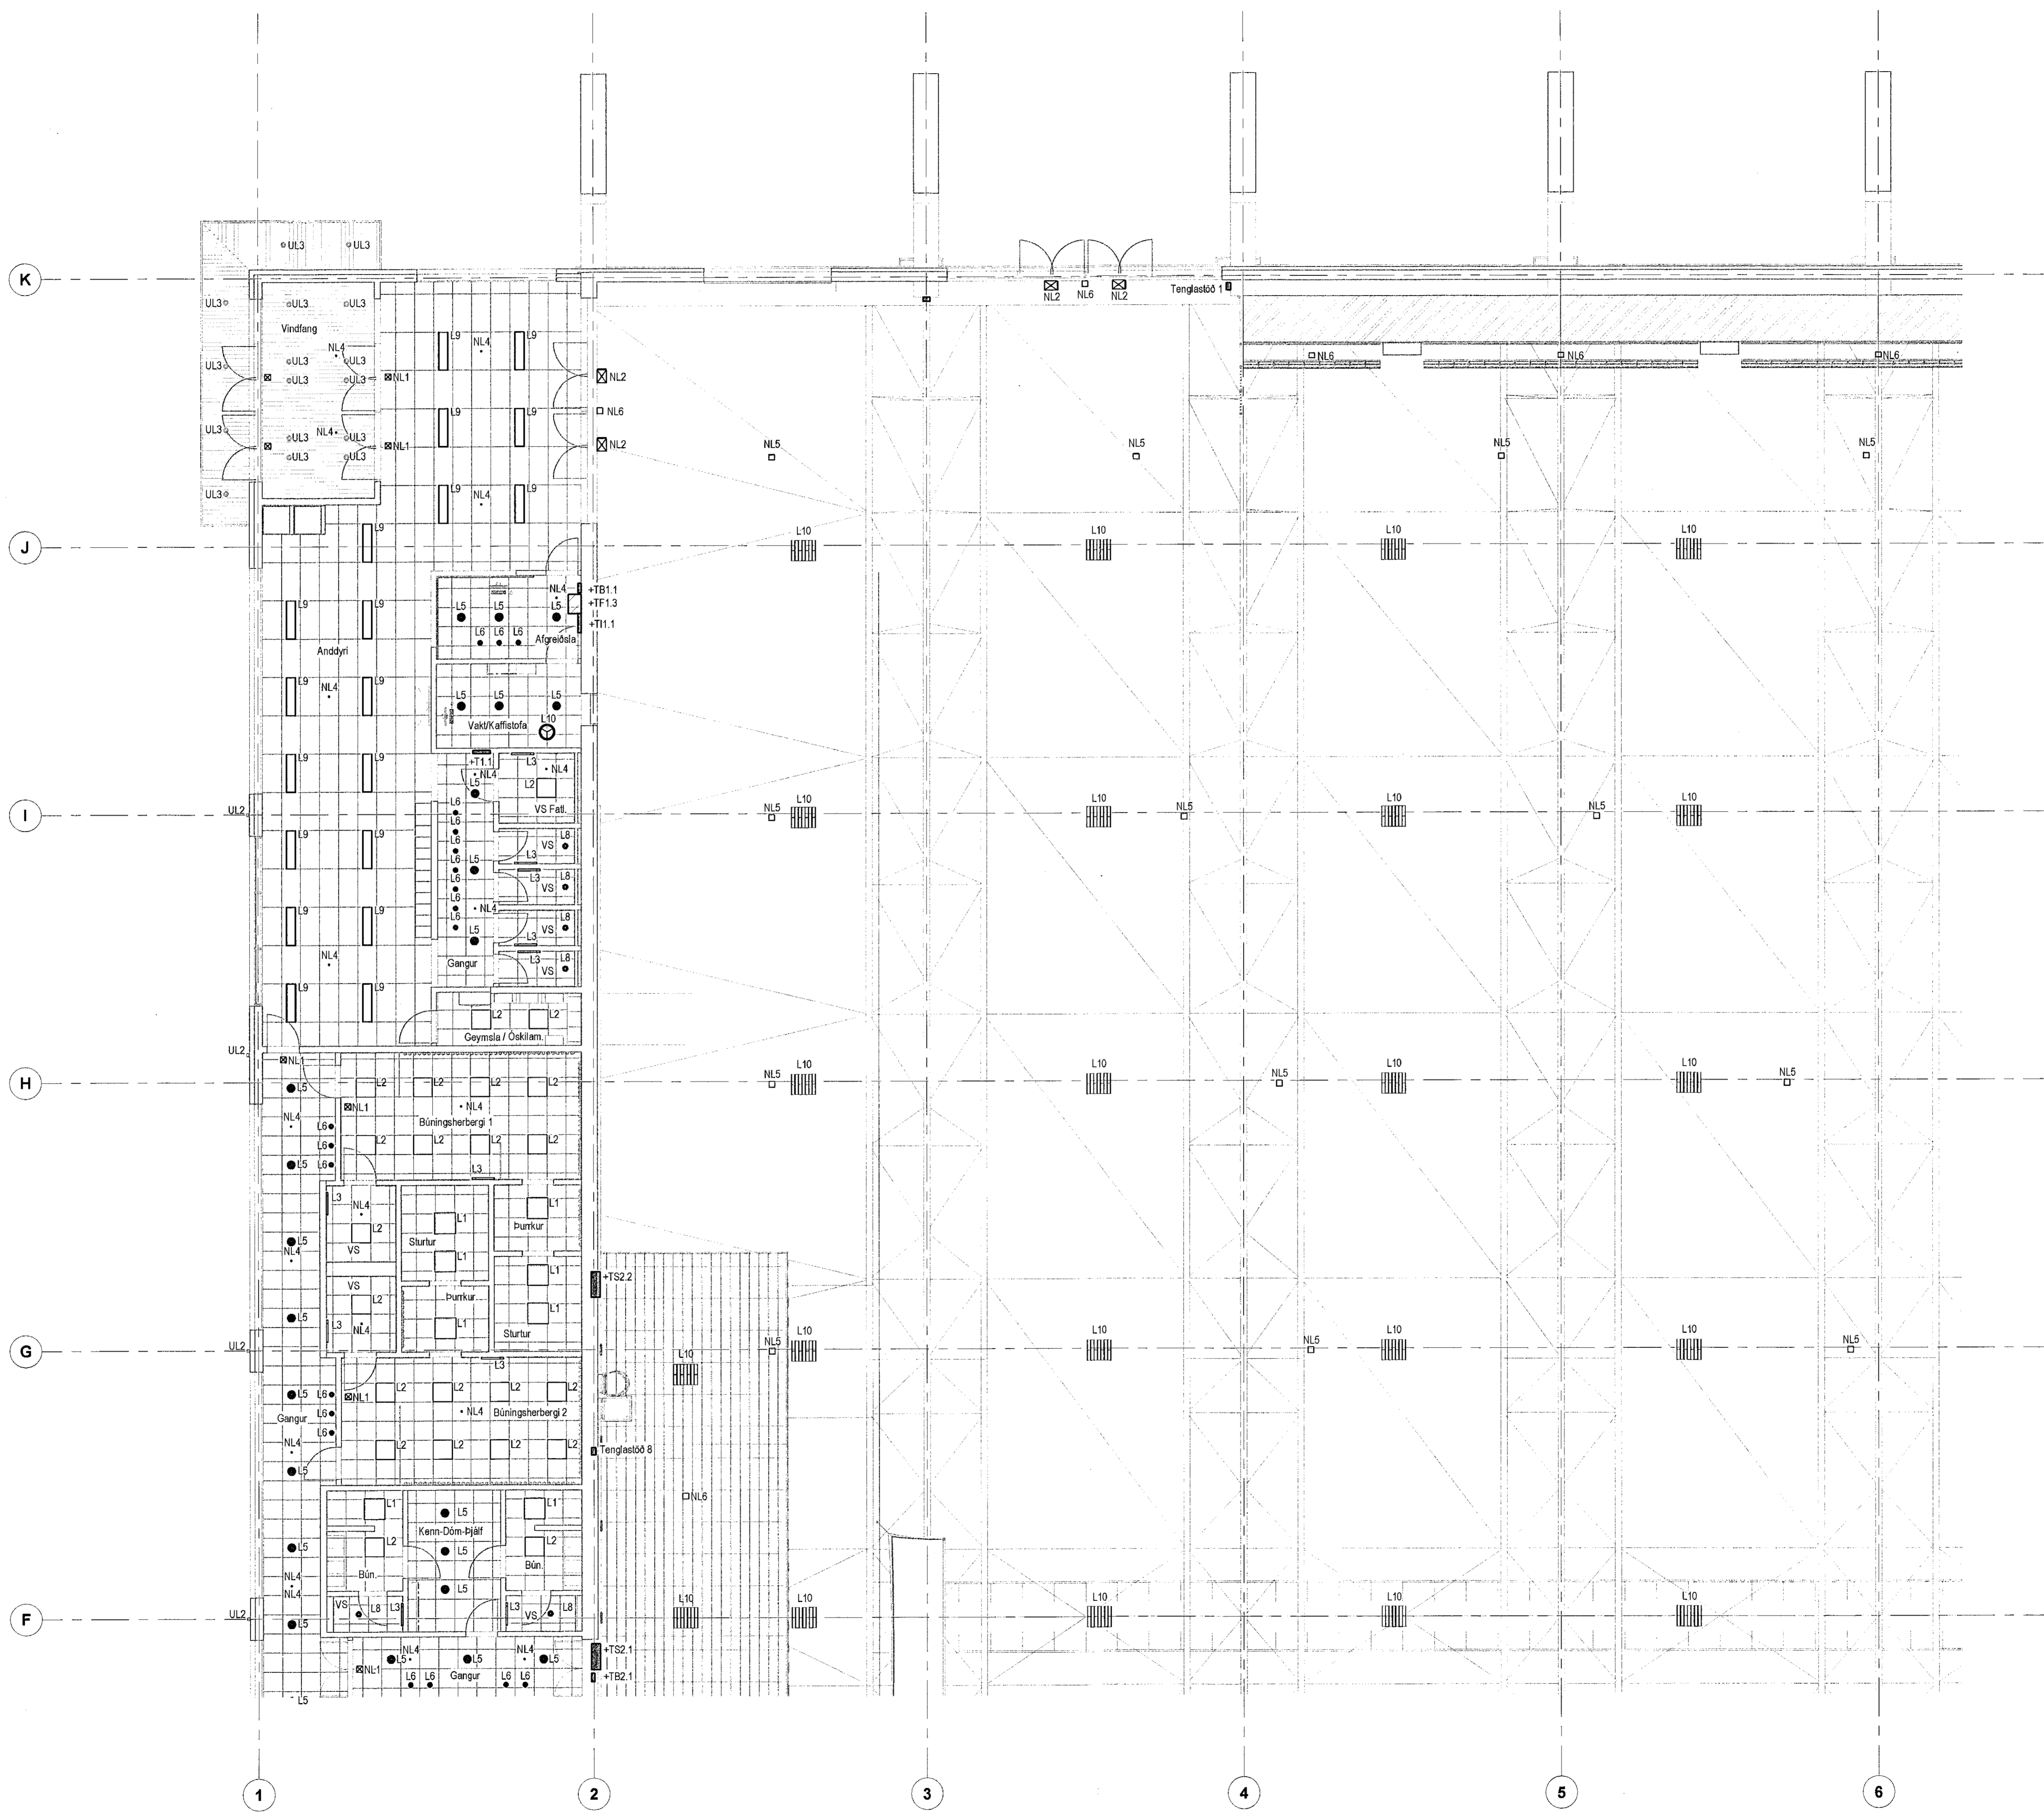 UL3 UL3
K
UL3 UL3 UL3 NL2 NL6 NL2 Tenglastöð 1
Vindfang
L9 NL4 L9
NL4
UL3 UL3 UL3 NL6 NL6 NL6
UL3 UL3 NL1 NL2
L9 L9 NL6
UL3 NL4 UL3 UL3 NL1 NL2 NL5 NL5 NL5 NL5
UL3 UL3
UL3 L9 NL4 L9
L9
J L10 L10 L10 L10
NL4 +TB1.1
L9 L9 L5 L5 L5 +TF1.3
+TI1.1
L6 L6 L6 Afgreiðsla
Anddyri
L9 L9
NL4 L5 L5 L5
Vakt/Kaffistofa L10
L9 L9 +T1.1 L3 NL4
NL4
L5 L2
I UL2 L6 VS Fatl. NL5 L10 L10 NL5 L10 NL5 L10
L6
L9 L9 L6 VS L8
L6 L5 L3
L6 L3 L8
VS
L9 L9 L6 NL4
L6 L5 VS L8
L3
NL4 Gangur L3 L8
VS
L9 L9
L2 L2
Geymsla / Óskilam.
UL2 NL1
H L5 L2 L2 L2 L2 NL5 L10 L10 NL5 L10 L10 NL5
NL4 NL1 NL4
L6 Búningsherbergi 1
L6 L2 L2 L2 L2
L5 L6 L3
L3 NL4 L1 L1
L5 L2 Sturtur Þurrkur
NL4 VS L1
VS L1 +TS2.2
L2 Þurrkur
L5 L3 NL4 L1 L1
Sturtur
G UL2 L3 NL5 L10 L10 NL5 L10 L10 NL5
L10
L5 L6 NL1 L2 L2 L2 L2
Gangur L6 NL4 Búningsherbergi 2
L6
NL4 L2 L2 L2 L2 Tenglastöð 8
L5
L1 L5 L1 NL6
Kenn-Dóm-Þjálf
L5 L2 L5 L2
NL4 Bún. Bún.
NL4 L5
F UL2 VS L8 L3 L3 VS L8 L10 L10 L10 L10 L10
L5
NL4 NL4 +TS2.1
NL1 L5 L5 L5
L6 L6 Gangur L6 L6 +TB2.1
L5
1 2 3 4 5 6